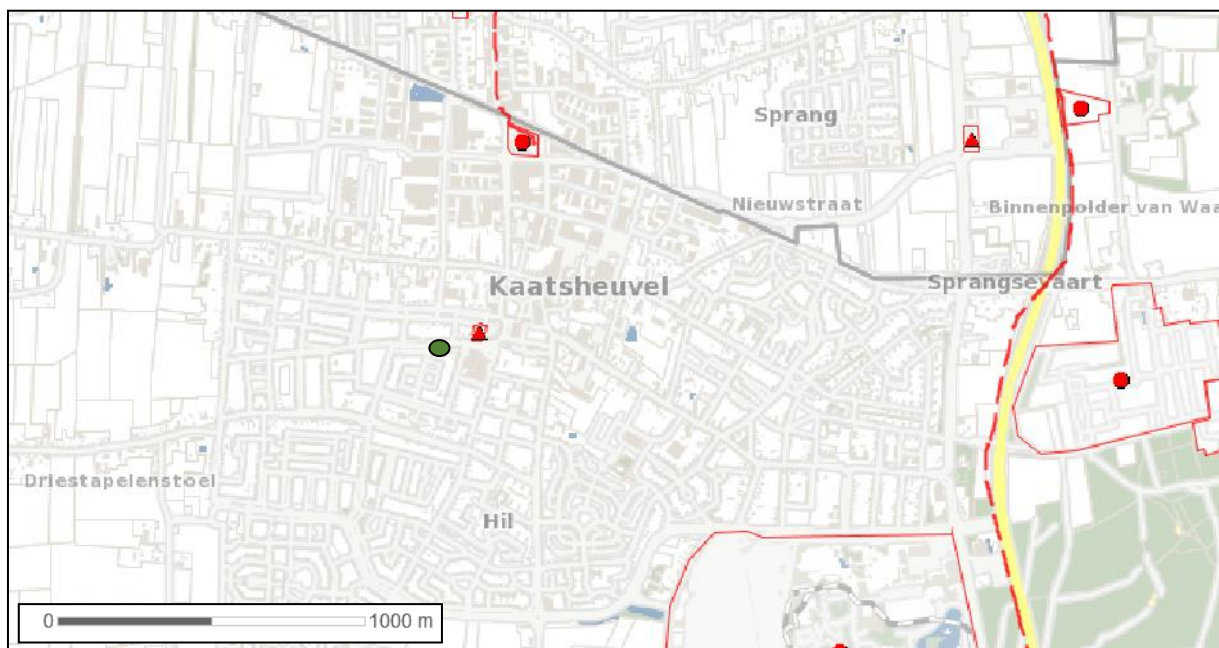 Sprang
Nieuwstraat
Binnenpolder van Waa
Kaatsheuvel
Sprangsevaart
Driestapelenstoel
Hil
0 1000 m